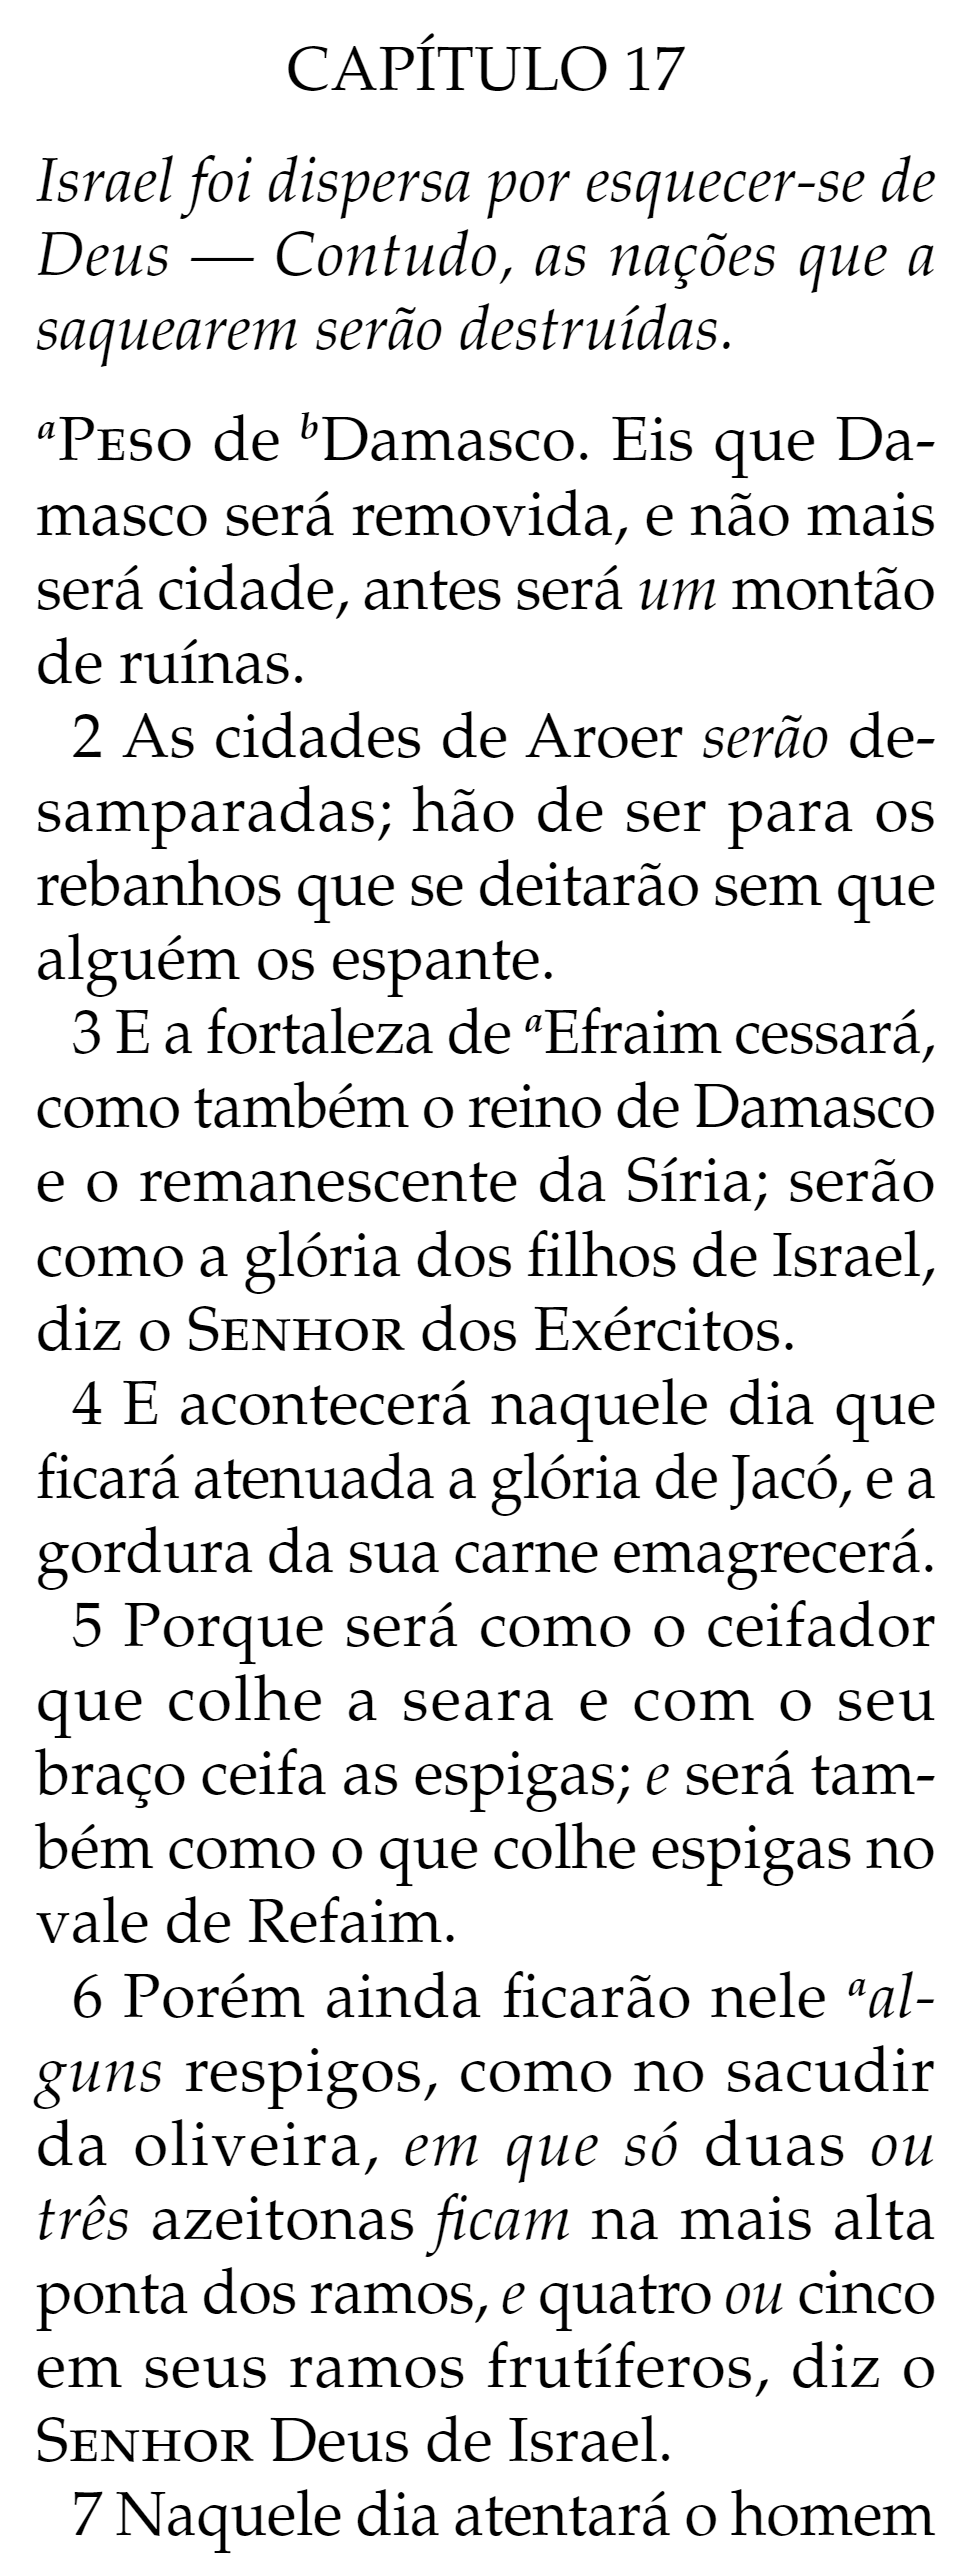 CAPÍTULO 17
Israel foi dispersa por esquecer-se de
Deus — Contudo, as nações que a
saquearem serão destruídas.
aPESO de bDamasco. Eis que Da-
masco será removida, e não mais
será cidade, antes será um montão
de ruínas.
2 As cidades de Aroer serão de-
samparadas; hão de ser para os
rebanhos que se deitarão sem que
alguém os espante.
3 E a fortaleza de aEfraim cessará,
como também o reino de Damasco
e o remanescente da Síria; serão
como a glória dos filhos de Israel,
diz o SENHOR dos Exércitos.
4 E acontecerá naquele dia que
ficará atenuada a glória de Jacó, e a
gordura da sua carne emagrecerá.
5 Porque será como o ceifador
que colhe a seara e com o seu
braço ceifa as espigas; e será tam-
bém como o que colhe espigas no
vale de Refaim.
6 Porém ainda ficarão nele aal-
guns respigos, como no sacudir
da oliveira, em que só duas ou
três azeitonas ficam na mais alta
ponta dos ramos, e quatro ou cinco
em seus ramos frutíferos, diz o
SENHOR Deus de Israel.
7 Naquele dia atentará o homem